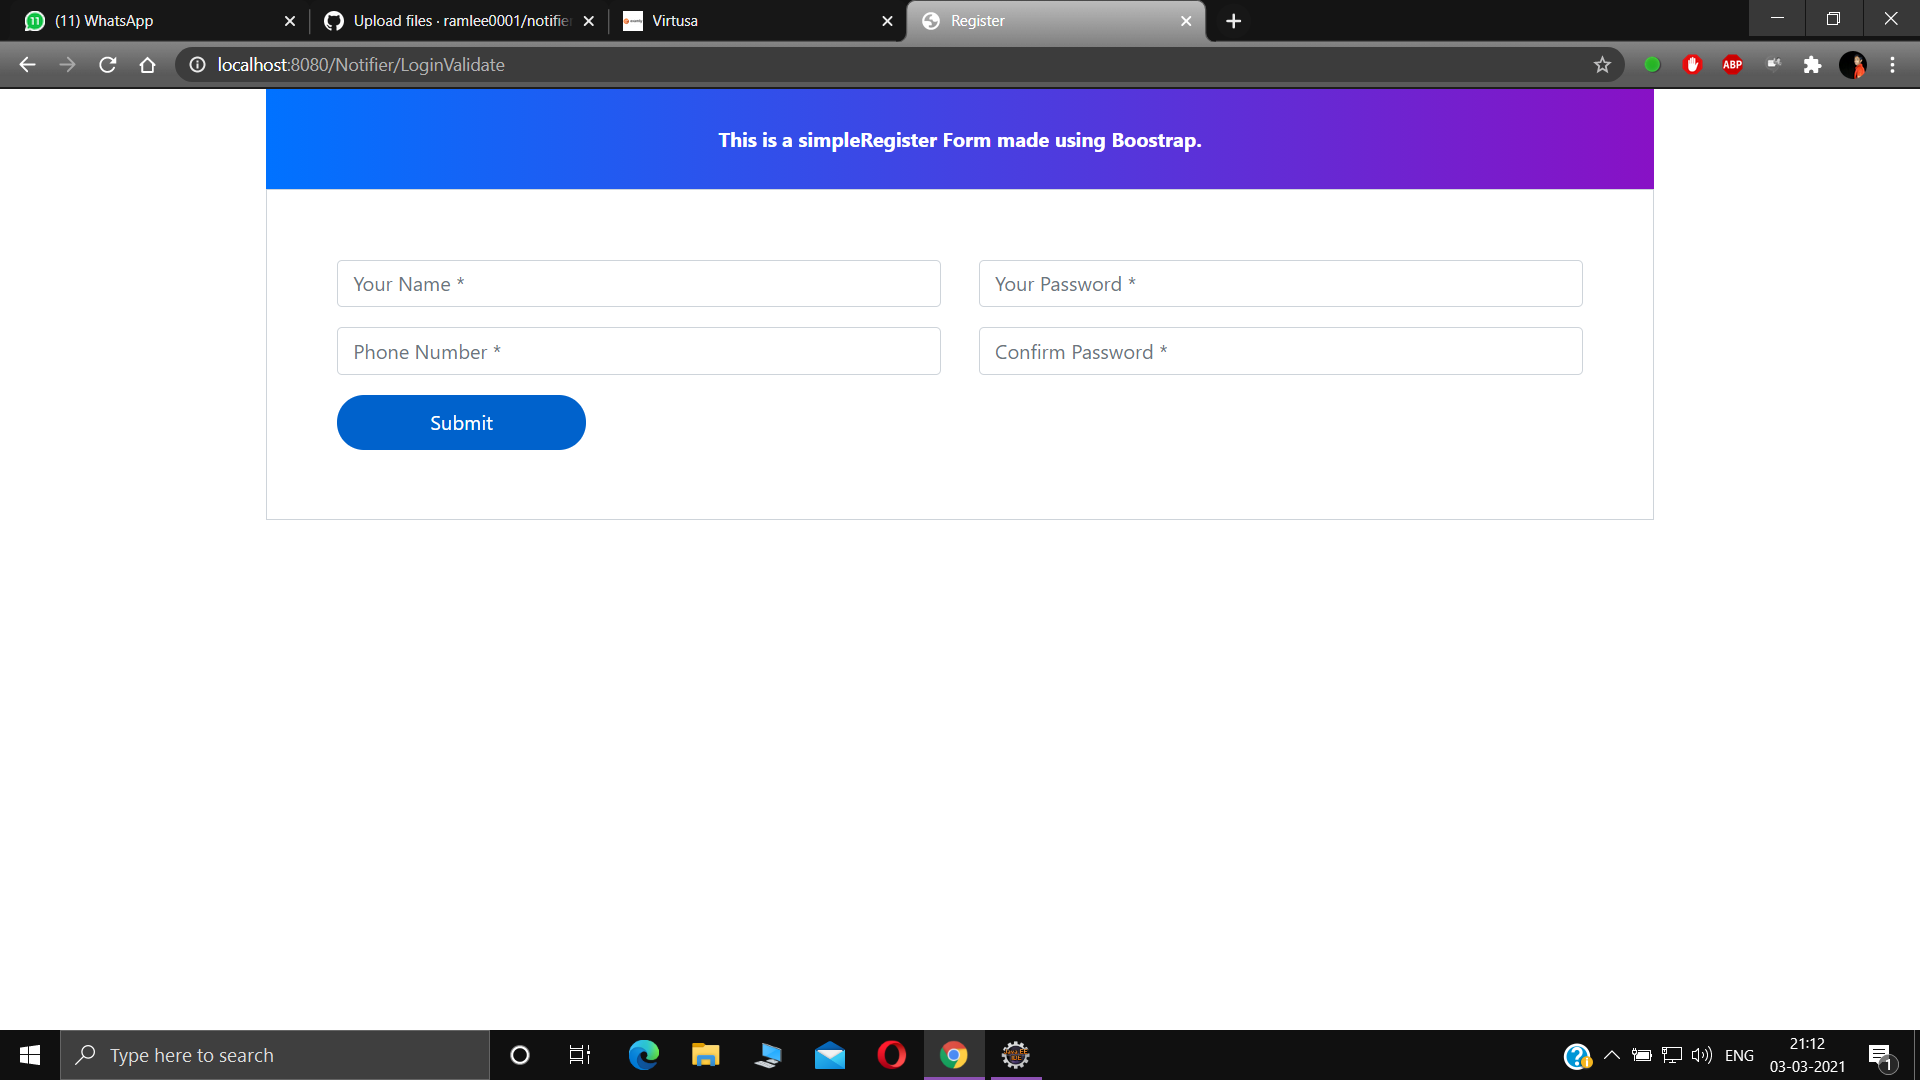 (11) WhatsApp
Upload files · ramlee0001/notifier
Virtusa
Register
localhost:8080/Notifier/LoginValidate
ABP
This is a simpleRegister Form made using Boostrap.
Your Name *
Your Password *
Phone Number *
Confirm Password *
Submit
Type here to search
ENG
21:12
03-03-2021
1